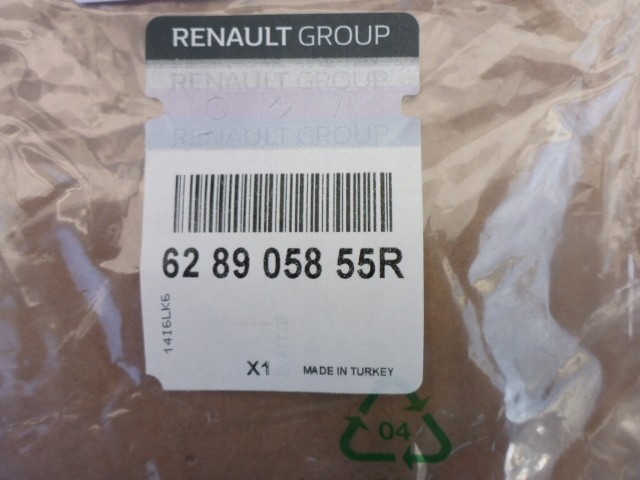 RENAULT GROUP
RENAULT GROUP
RENAULT GROUP
62 89 058 55R
14I6LK6
X1
MADE IN TURKEY
04